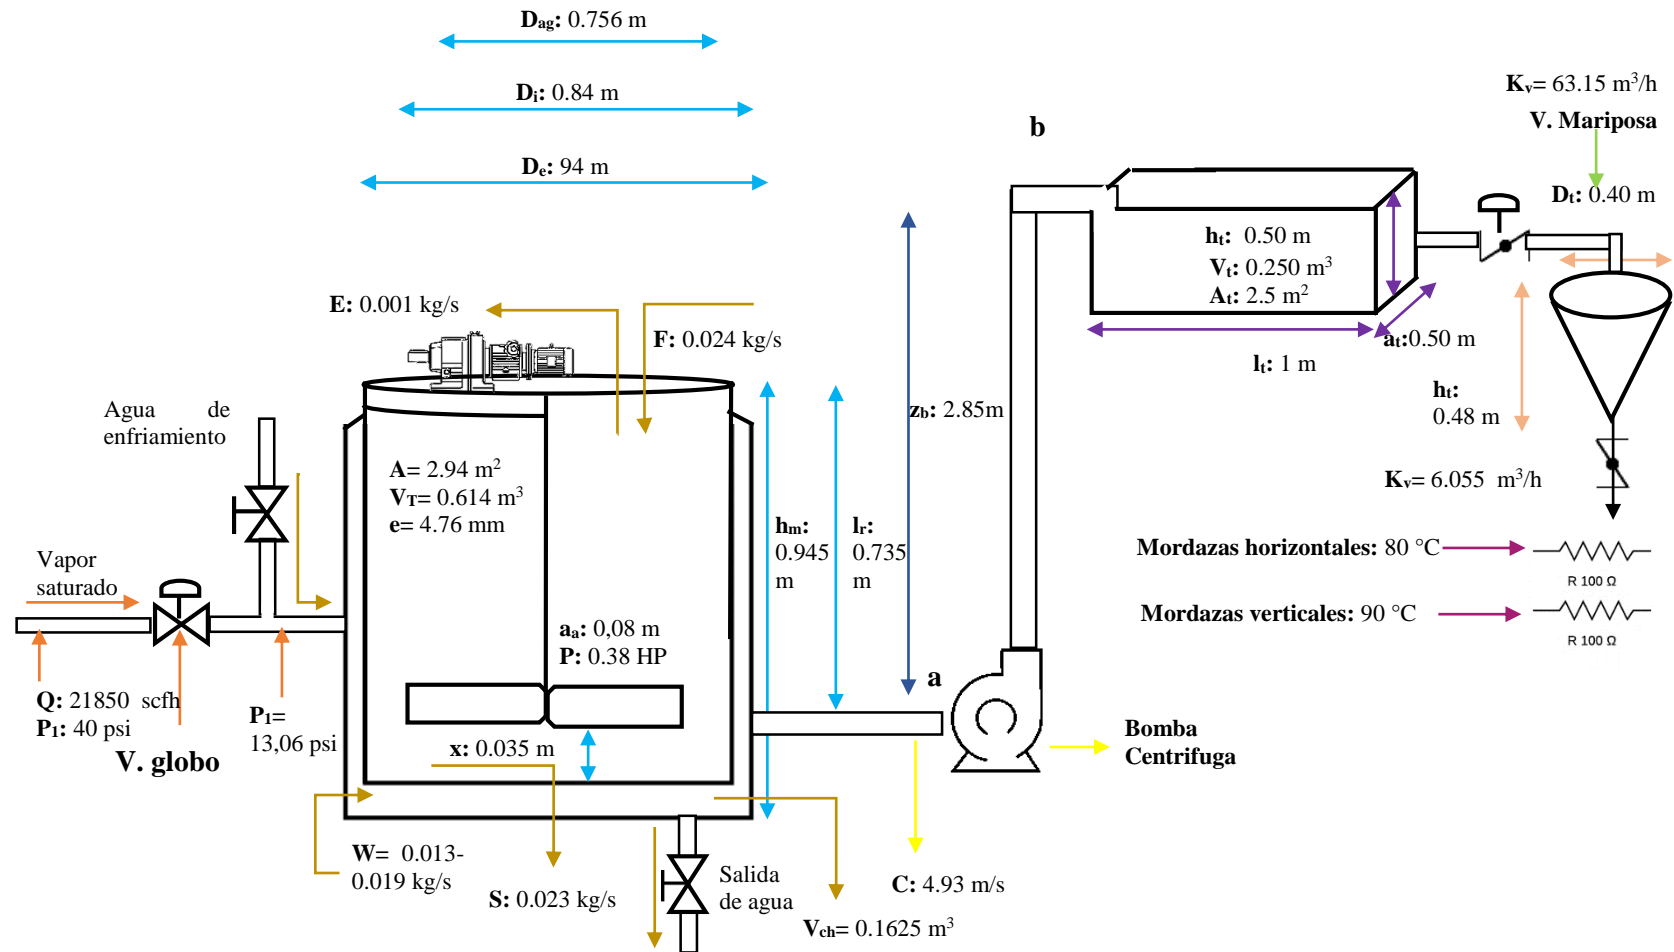 Dag: 0.756 m
Di: 0.84 m
De: 94 m
Kv= 63.15 m3/h
V. Mariposa
Dt: 0.40 m
b
ht: 0.50 m
Vt: 0.250 m3
At: 2.5 m2
at:0.50 m
lt: 1 m
ht:
0.48 m
Kv= 6.055 m3/h
Mordazas horizontales: 80 °C
R 100 Ω
Mordazas verticales: 90 °C
R 100 Ω
E: 0.001 kg/s
F: 0.024 kg/s
zb: 2.85m
Agua de
enfriamiento
A= 2.94 m2
VT= 0.614 m3
e= 4.76 mm
hm:
0.945
m
lr:
0.735
m
Vapor
saturado
aa: 0,08 m
P: 0.38 HP
a
Q: 21850 scfh
P1: 40 psi
P1=
13,06 psi
V. globo
x: 0.035 m
Bomba
Centrifuga
W= 0.013-
0.019 kg/s
S: 0.023 kg/s
Salida
de agua
C: 4.93 m/s
Vch= 0.1625 m3